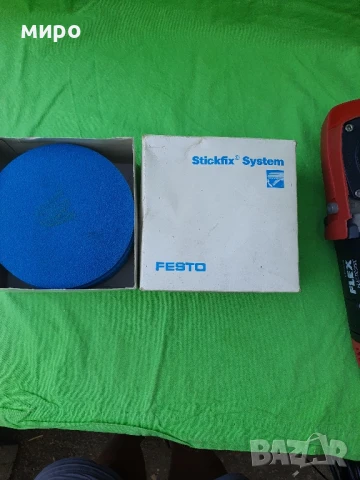 миро
Stickfix® System
FESTO
FLEX
BAZAR